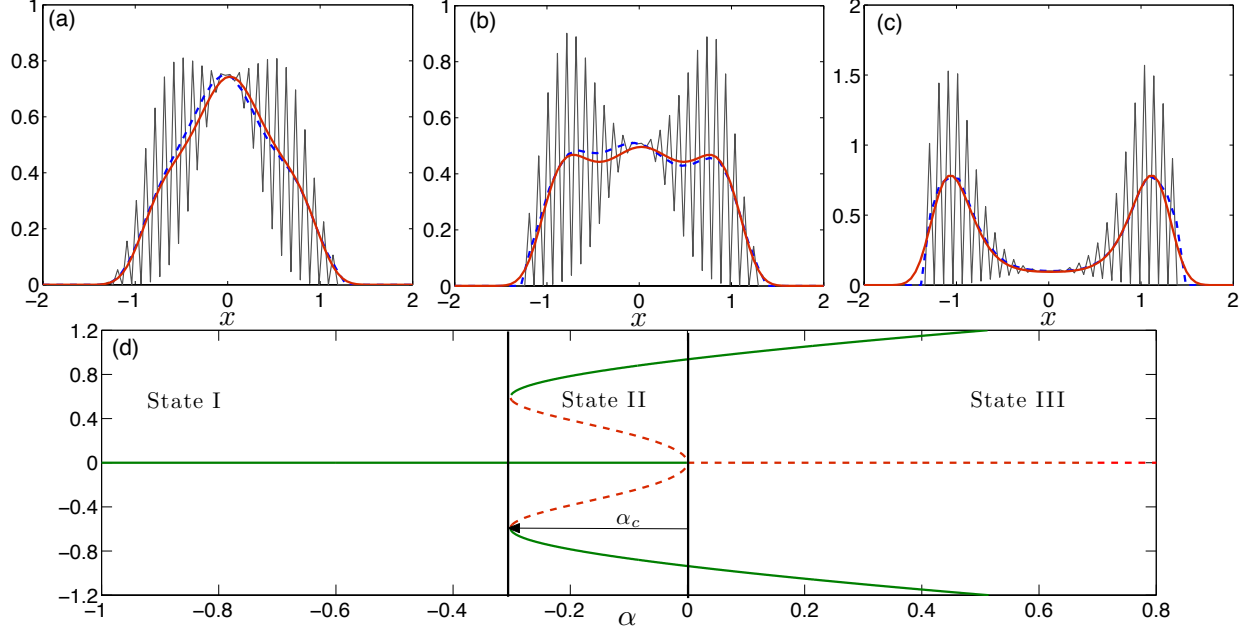 (a) (b) (c)
0.8 0.8 2
0.6 0.6 1.5
0.4 0.4 1
0.2 0.2 0.5
0 0 0
−2 −1 0 1 2 −2 −1 0 1 2 −2 −1 0 1 2
x x x
1.2 (d)
0.8
State I State II State III
0.4
0
−0.4
α_c
−0.8
−1.2
−1 −0.8 −0.6 −0.4 −0.2 0 0.2 0.4 0.6 0.8
α